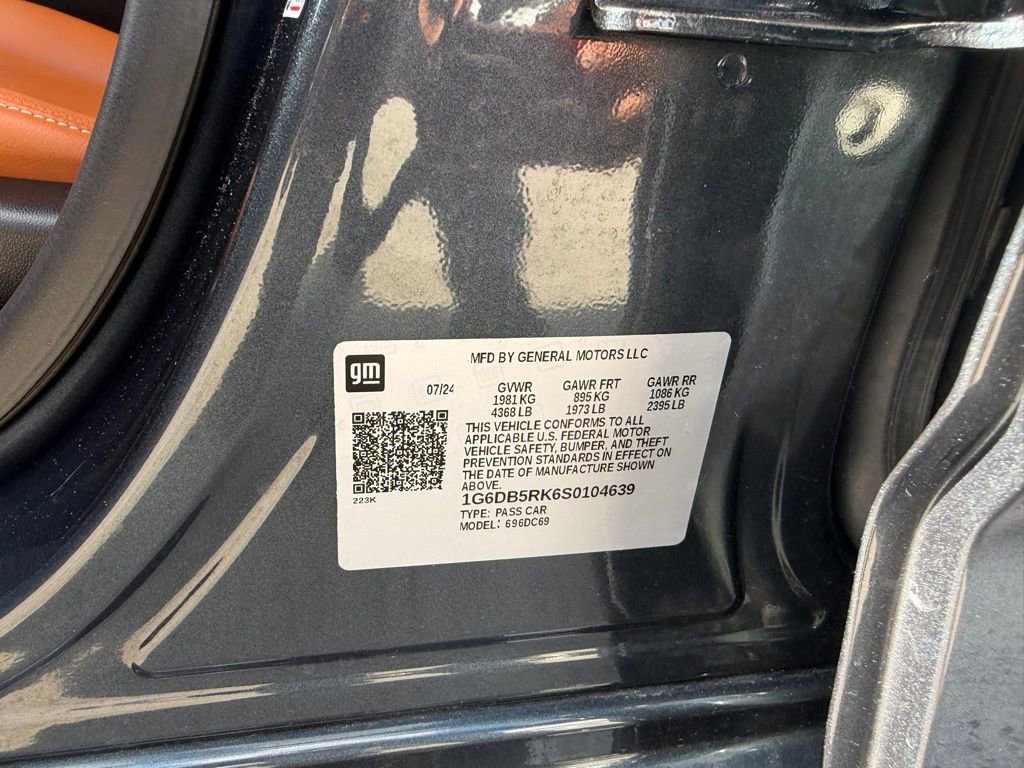 gm
MFD BY GENERAL MOTORS LLC
07/24 GVWR GAWR FRT GAWR RR
1981 KG 895 KG 1086 KG
4368 LB 1973 LB 2395 LB
THIS VEHICLE CONFORMS TO ALL
APPLICABLE U.S. FEDERAL MOTOR
VEHICLE SAFETY, BUMPER, AND THEFT
PREVENTION STANDARDS IN EFFECT ON
THE DATE OF MANUFACTURE SHOWN
ABOVE.
223K
1G6DB5RK6S0104639
TYPE: PASS CAR
MODEL: 696DC69